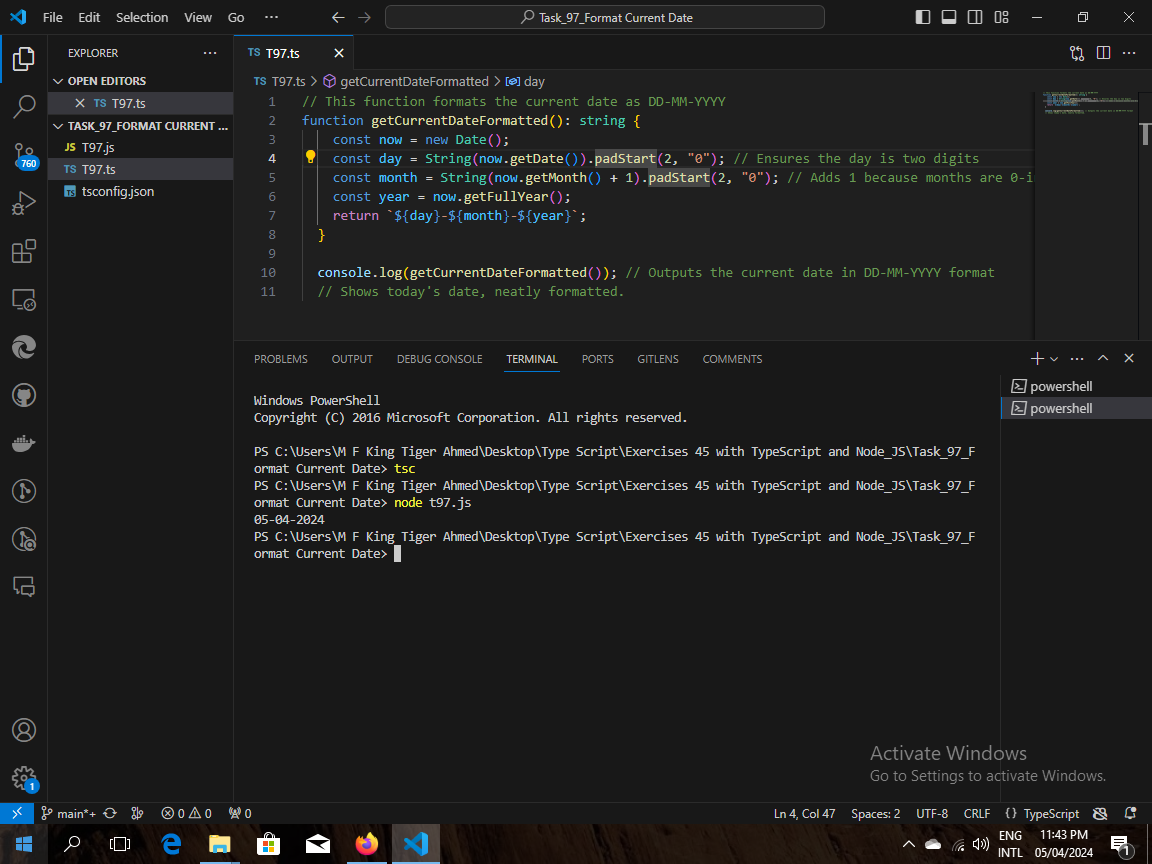 File Edit Selection View Go ··· Task_97_Format Current Date
EXPLORER ···
OPEN EDITORS
TS T97.ts
TASK_97_FORMAT CURRENT ...
JS T97.js
TS T97.ts
tsconfig.json
760
1
TS T97.ts
TS T97.ts > getCurrentDateFormatted > day
1 // This function formats the current date as DD-MM-YYYY
2 function getCurrentDateFormatted(): string {
3 const now = new Date();
4 const day = String(now.getDate()).padStart(2, "0"); // Ensures the day is two digits
5 const month = String(now.getMonth() + 1).padStart(2, "0"); // Adds 1 because months are 0-i
6 const year = now.getFullYear();
7 return `${day}-${month}-${year}`;
8 }
9
10 console.log(getCurrentDateFormatted()); // Outputs the current date in DD-MM-YYYY format
11 // Shows today's date, neatly formatted.
PROBLEMS OUTPUT DEBUG CONSOLE TERMINAL PORTS GITLENS COMMENTS
powershell
powershell
Windows PowerShell
Copyright (C) 2016 Microsoft Corporation. All rights reserved.
PS C:\Users\M F King Tiger Ahmed\Desktop\Type Script\Exercises 45 with TypeScript and Node_JS\Task_97_F
ormat Current Date> tsc
PS C:\Users\M F King Tiger Ahmed\Desktop\Type Script\Exercises 45 with TypeScript and Node_JS\Task_97_F
ormat Current Date> node t97.js
05-04-2024
PS C:\Users\M F King Tiger Ahmed\Desktop\Type Script\Exercises 45 with TypeScript and Node_JS\Task_97_F
ormat Current Date>
Activate Windows
Go to Settings to activate Windows.
main*+ 0 0 0 Ln 4, Col 47 Spaces: 2 UTF-8 CRLF {} TypeScript
ENG 11:43 PM
INTL 05/04/2024 1